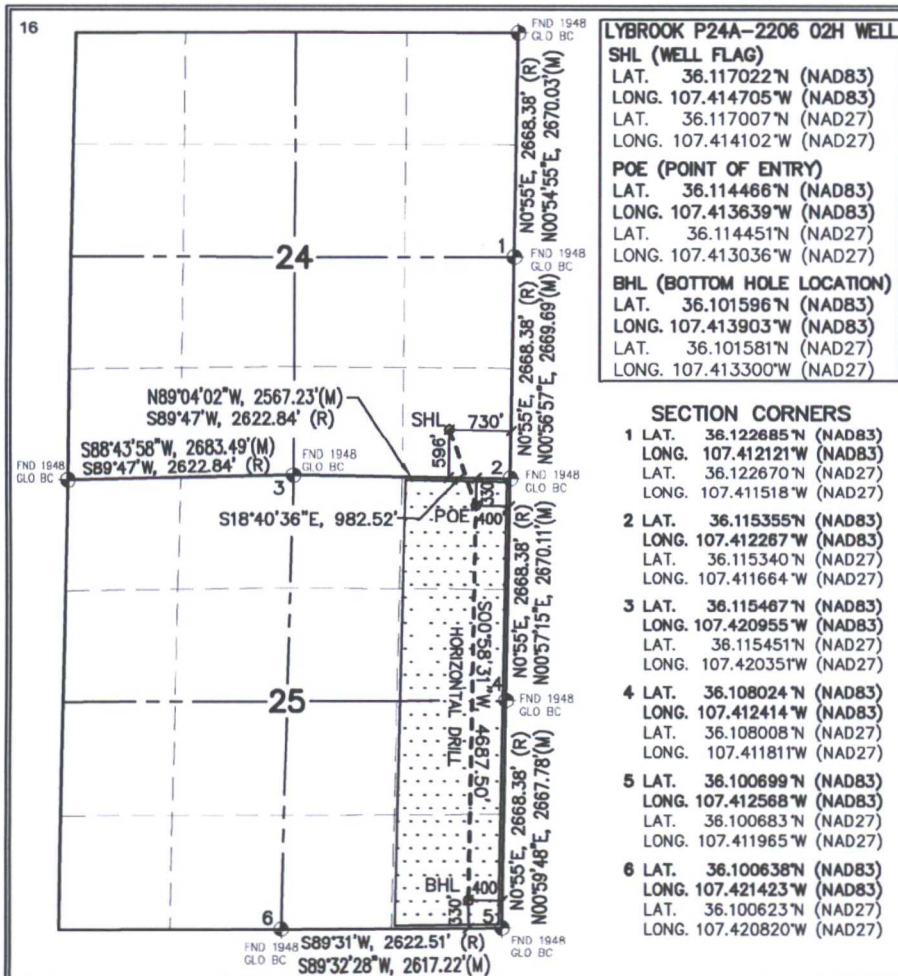 16
FND 1948
GLO BC
N0°55'E, 2668.38' (R)
N00°54'55"E, 2670.03'(M)
24
1
FND 1948
GLO BC
N0°55'E, 2668.38' (R)
N00°56'57"E, 2669.69'(M)
N89°04'02"W, 2567.23'(M)
S89°47'W, 2622.84' (R)
SHL
730'
596'
S88°43'58"W, 2683.49'(M)
S89°47'W, 2622.84' (R)
FND 1948
GLO BC
FND 1948
GLO BC
3
2
FND 1948
GLO BC
330'
S18°40'36"E, 982.52'
POE
400'
N0°55'E, 2668.38' (R)
N00°57'15"E, 2670.11'(M)
S00°58'31"W, 4687.50'
HORIZONTAL DRILL
25
4
FND 1948
GLO BC
N0°55'E, 2668.38' (R)
N00°59'48"E, 2667.78'(M)
BHL
400'
330'
6
5
FND 1948
GLO BC
S89°31'W, 2622.51' (R)
S89°32'28"W, 2617.22'(M)
FND 1948
GLO BC
LYBROOK P24A-2206 02H WELL
SHL (WELL FLAG)
LAT. 36.117022°N (NAD83)
LONG. 107.414705°W (NAD83)
LAT. 36.117007°N (NAD27)
LONG. 107.414102°W (NAD27)
POE (POINT OF ENTRY)
LAT. 36.114466°N (NAD83)
LONG. 107.413639°W (NAD83)
LAT. 36.114451°N (NAD27)
LONG. 107.413036°W (NAD27)
BHL (BOTTOM HOLE LOCATION)
LAT. 36.101596°N (NAD83)
LONG. 107.413903°W (NAD83)
LAT. 36.101581°N (NAD27)
LONG. 107.413300°W (NAD27)
SECTION CORNERS
1 LAT. 36.122685°N (NAD83)
LONG. 107.412121°W (NAD83)
LAT. 36.122670°N (NAD27)
LONG. 107.411518°W (NAD27)
2 LAT. 36.115355°N (NAD83)
LONG. 107.412267°W (NAD83)
LAT. 36.115340°N (NAD27)
LONG. 107.411664°W (NAD27)
3 LAT. 36.115467°N (NAD83)
LONG. 107.420955°W (NAD83)
LAT. 36.115451°N (NAD27)
LONG. 107.420351°W (NAD27)
4 LAT. 36.108024°N (NAD83)
LONG. 107.412414°W (NAD83)
LAT. 36.108008°N (NAD27)
LONG. 107.411811°W (NAD27)
5 LAT. 36.100699°N (NAD83)
LONG. 107.412568°W (NAD83)
LAT. 36.100683°N (NAD27)
LONG. 107.411965°W (NAD27)
6 LAT. 36.100638°N (NAD83)
LONG. 107.421423°W (NAD83)
LAT. 36.100623°N (NAD27)
LONG. 107.420820°W (NAD27)